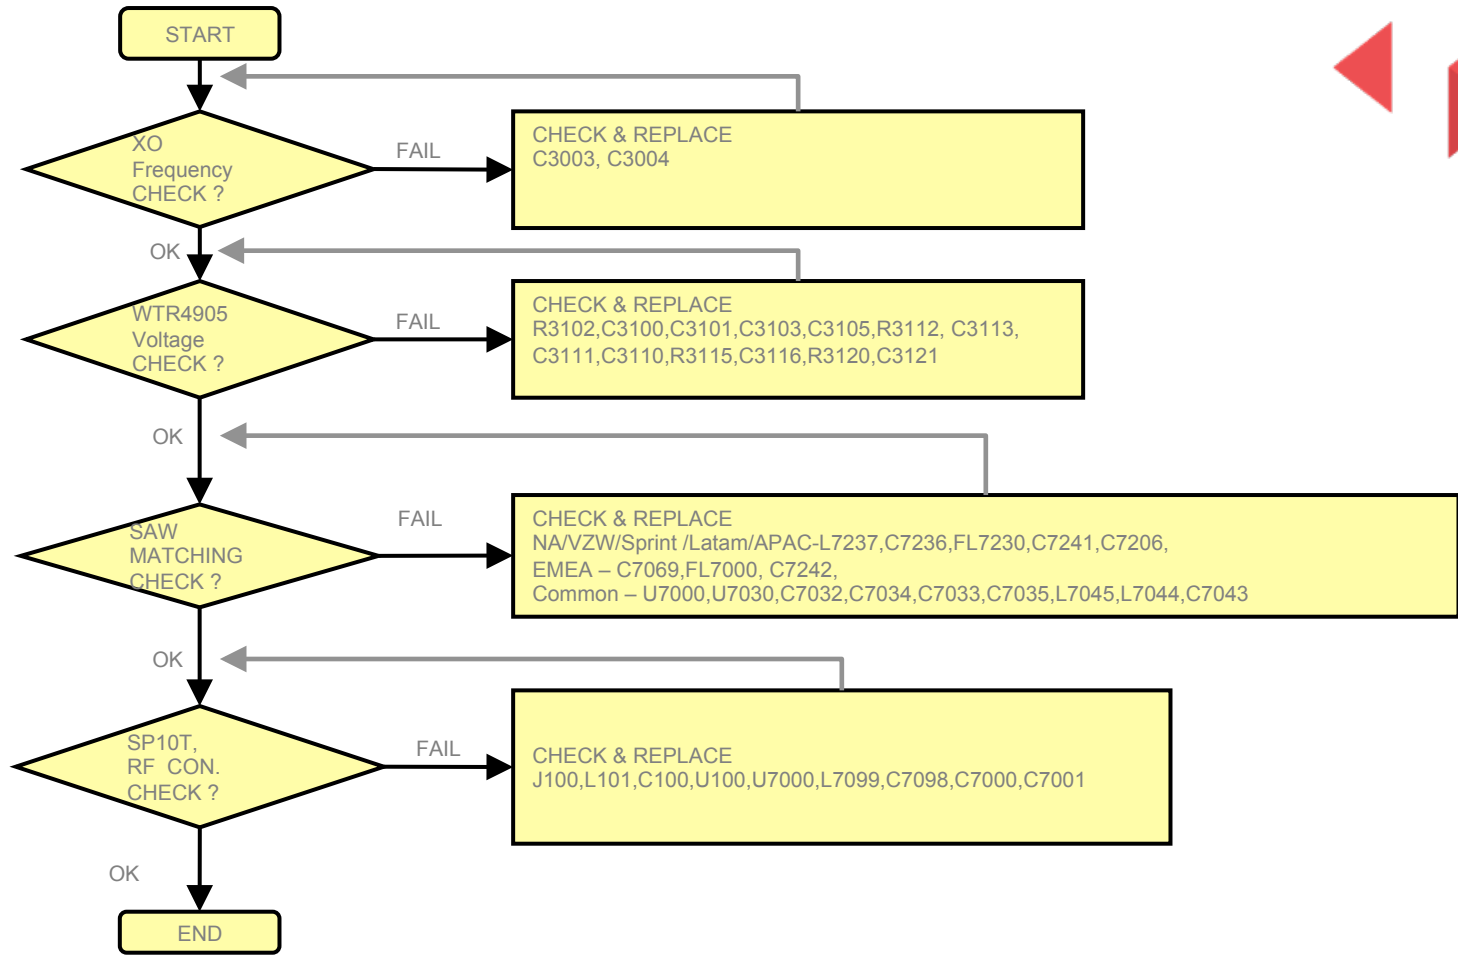 START
XO
Frequency
CHECK ?
FAIL
CHECK & REPLACE
C3003, C3004
OK
WTR4905
Voltage
CHECK ?
FAIL
CHECK & REPLACE
R3102,C3100,C3101,C3103,C3105,R3112, C3113,
C3111,C3110,R3115,C3116,R3120,C3121
OK
SAW
MATCHING
CHECK ?
FAIL
CHECK & REPLACE
NA/VZW/Sprint /Latam/APAC-L7237,C7236,FL7230,C7241,C7206,
EMEA – C7069,FL7000, C7242,
Common – U7000,U7030,C7032,C7034,C7033,C7035,L7045,L7044,C7043
OK
SP10T,
RF CON.
CHECK ?
FAIL
CHECK & REPLACE
J100,L101,C100,U100,U7000,L7099,C7098,C7000,C7001
OK
END